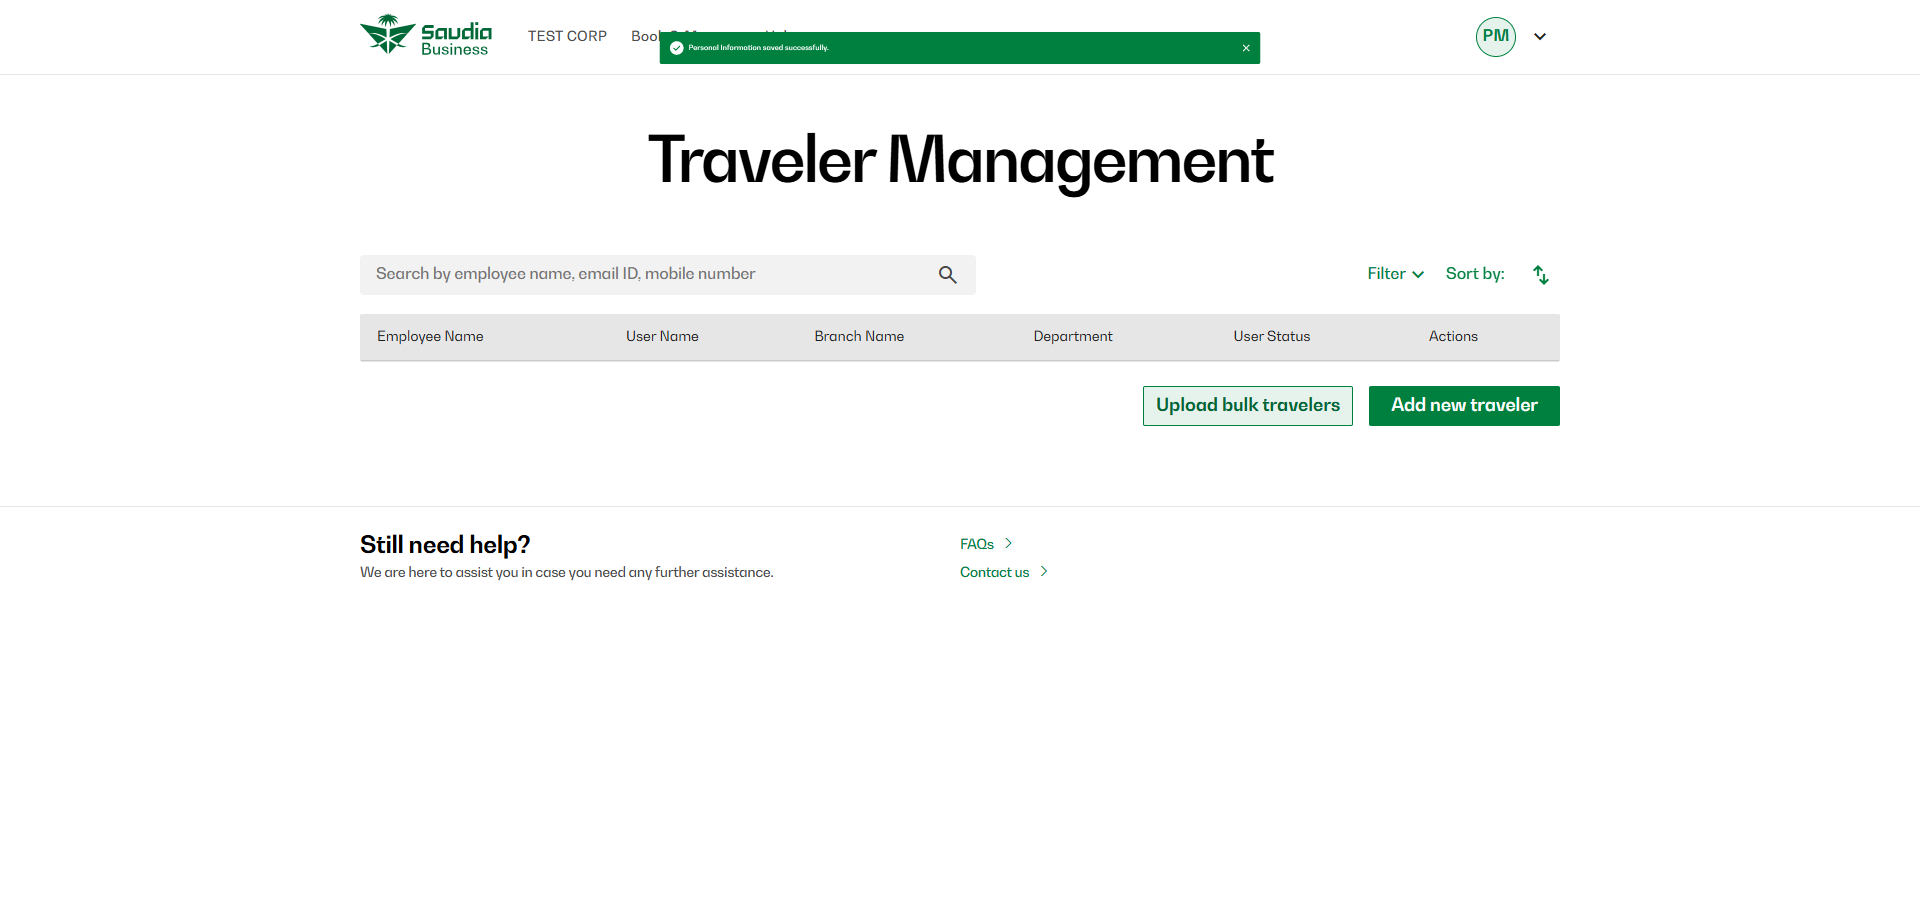 Saudia
Business
TEST CORP
Personal Information saved successfully.
PM
Traveler Management
Search by employee name, email ID, mobile number
Filter
Sort by:
Employee Name User Name Branch Name Department User Status Actions
Upload bulk travelers
Add new traveler
Still need help?
We are here to assist you in case you need any further assistance.
FAQs
Contact us